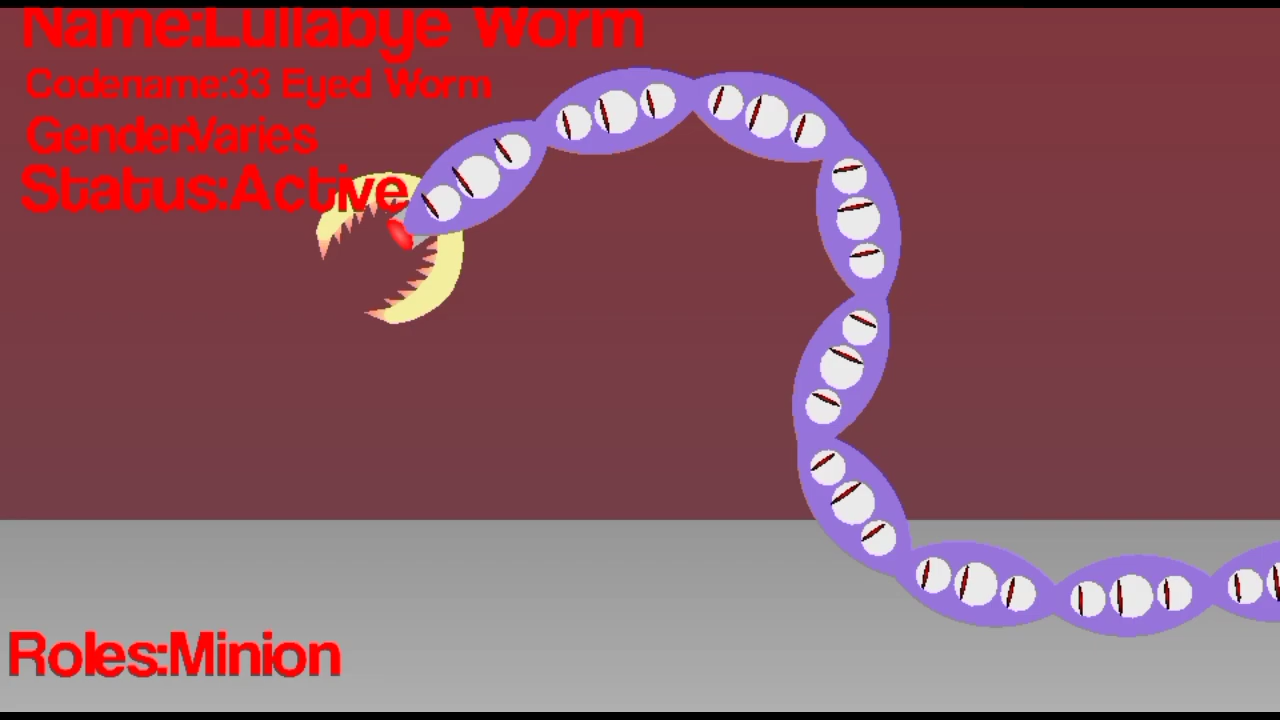 Name:Lullabye Worm
Codename:33 Eyed Worm
Gender:Varies
Status:Active
Roles:Minion